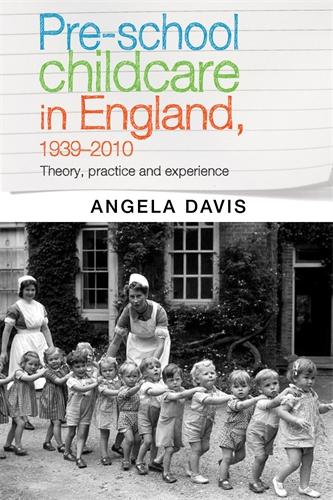 Pre-school
childcare
in England,
1939–2010
Theory, practice and experience
ANGELA DAVIS